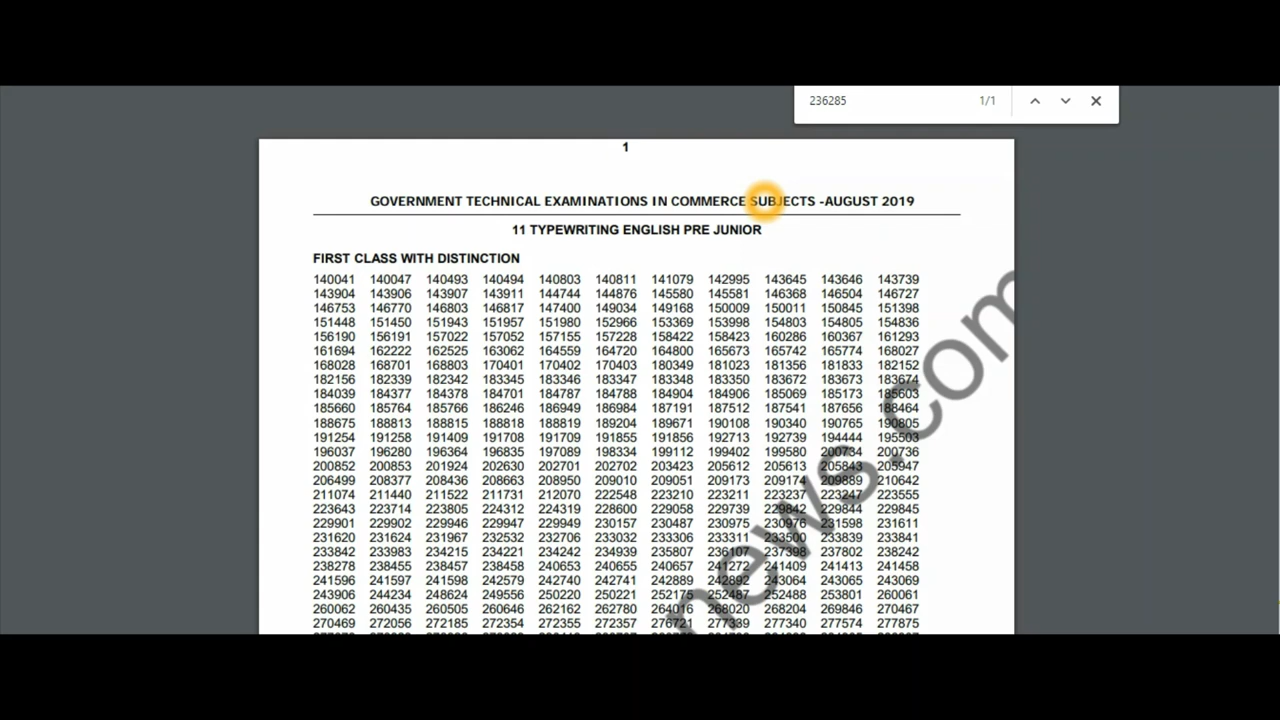 236285 1/1
1
GOVERNMENT TECHNICAL EXAMINATIONS IN COMMERCE SUBJECTS -AUGUST 2019
11 TYPEWRITING ENGLISH PRE JUNIOR
FIRST CLASS WITH DISTINCTION
140041 140047 140493 140494 140803 140811 141079 142995 143645 143646 143739
143904 143906 143907 143911 144744 144876 145580 145581 146368 146504 146727
146753 146770 146803 146817 147400 149034 149168 150009 150011 150845 151398
151448 151450 151943 151957 151980 152966 153369 153998 154803 154805 154836
156190 156191 157022 157052 157155 157228 158422 158423 160286 160367 161293
161694 162222 162525 163062 164559 164720 164800 165673 165742 165774 168027
168028 168701 168803 170401 170402 170403 180349 181023 181356 181833 182152
182156 182339 182342 183345 183346 183347 183348 183350 183672 183673 183674
184039 184377 184378 184701 184787 184788 184904 184906 185069 185173 185603
185660 185764 185766 186246 186949 186984 187191 187512 187541 187656 188464
188675 188813 188815 188818 188819 189204 189671 190108 190340 190765 190805
191254 191258 191409 191708 191709 191855 191856 192713 192739 194444 195503
196037 196280 196364 196835 197089 198334 199112 199402 199580 200734 200736
200852 200853 201924 202630 202701 202702 203423 205612 205613 205843 205947
206499 208377 208436 208663 208950 209010 209051 209173 209174 209889 210642
211074 211440 211522 211731 212070 222548 223210 223211 223237 223247 223555
223643 223714 223805 224312 224319 228600 229058 229739 229842 229844 229845
229901 229902 229946 229947 229949 230157 230487 230975 230976 231598 231611
231620 231624 231967 232532 232706 233032 233306 233311 233500 233839 233841
233842 233983 234215 234221 234242 234939 235807 236107 237398 237802 238242
238278 238455 238457 238458 240653 240655 240657 241272 241409 241413 241458
241596 241597 241598 242579 242740 242741 242889 242892 243064 243065 243069
243906 244234 248624 249556 250220 250221 252175 252487 252488 253801 260061
260062 260435 260505 260646 262162 262780 264016 268020 268204 269846 270467
270469 272056 272185 272354 272355 272357 276721 277339 277340 277574 277875
news.com